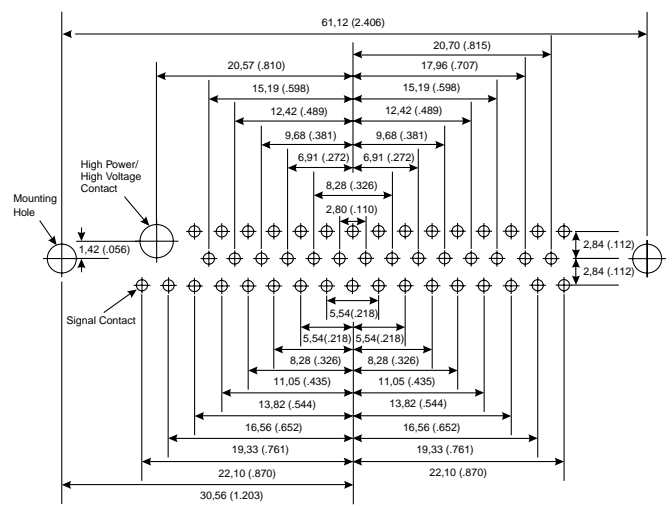 61,12 (2.406)
20,70 (.815)
20,57 (.810) 17,96 (.707)
15,19 (.598) 15,19 (.598)
12,42 (.489) 12,42 (.489)
9,68 (.381) 9,68 (.381)
6,91 (.272) 6,91 (.272)
High Power/
High Voltage
Contact
8,28 (.326)
Mounting
Hole
2,80 (.110)
1,42 (.056)
2,84 (.112)
2,84 (.112)
Signal Contact
5,54(.218)
5,54(.218) 5,54(.218)
8,28 (.326) 8,28 (.326)
11,05 (.435) 11,05 (.435)
13,82 (.544) 13,82 (.544)
16,56 (.652) 16,56 (.652)
19,33 (.761) 19,33 (.761)
22,10 (.870) 22,10 (.870)
30,56 (1.203)